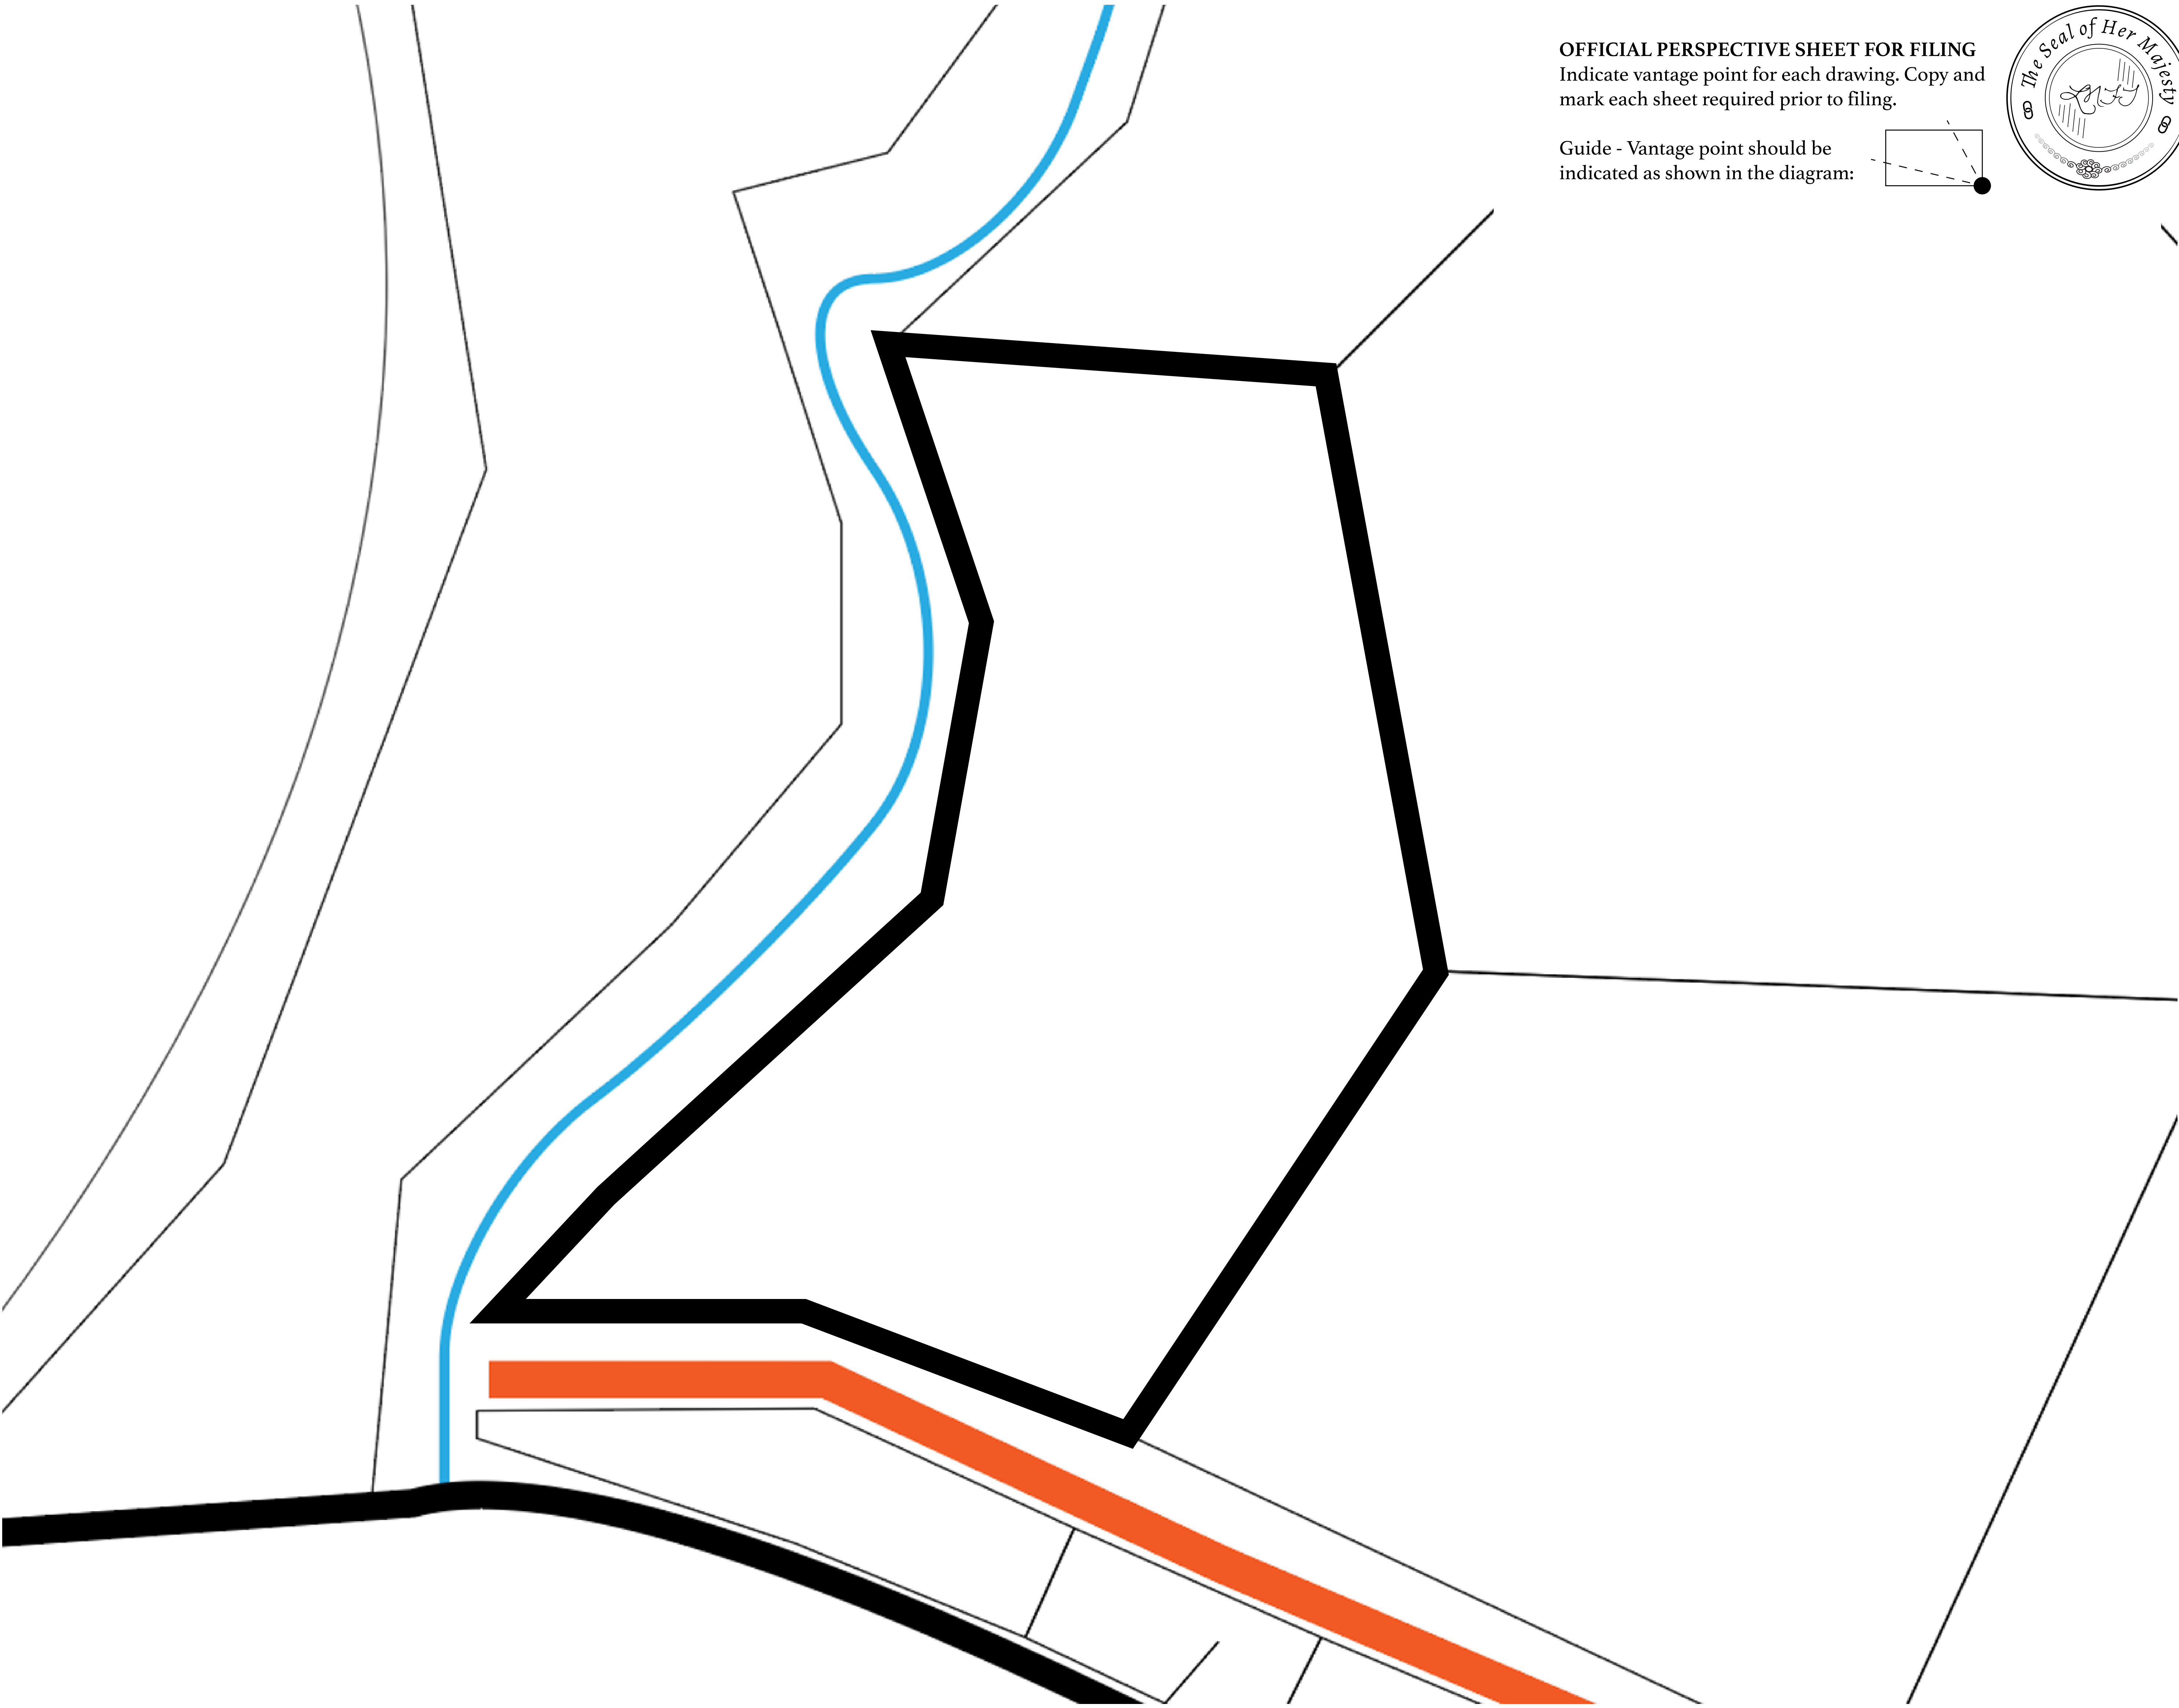 OFFICIAL PERSPECTIVE SHEET FOR FILING
Indicate vantage point for each drawing. Copy and
mark each sheet required prior to filing.
Guide - Vantage point should be
indicated as shown in the diagram:
The Seal of Her Majesty